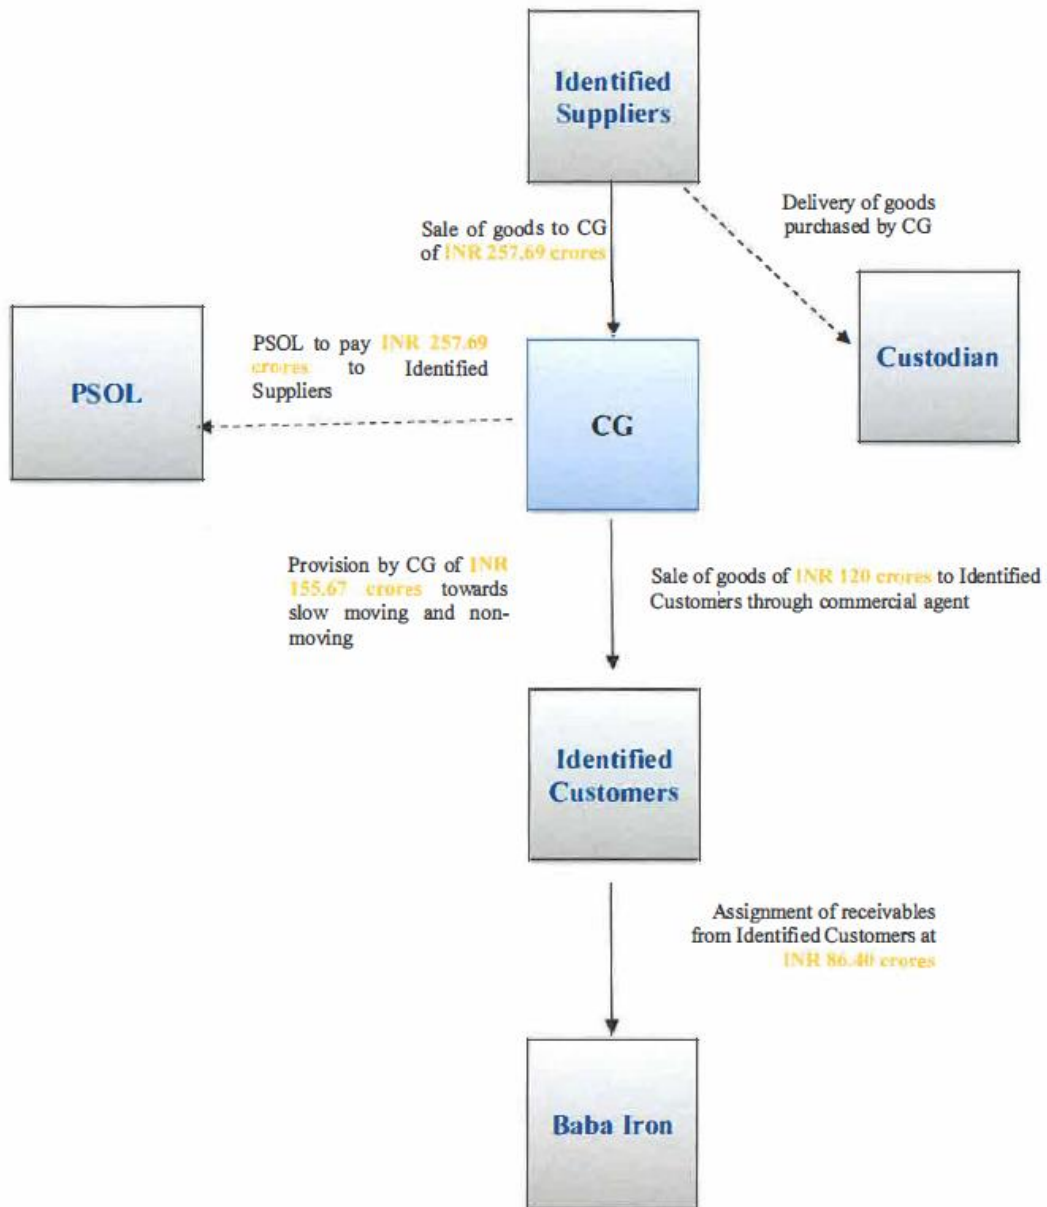 Identified
Suppliers
Sale of goods to CG
of INR 257.69 crores
Delivery of goods
purchased by CG
PSOL
PSOL to pay INR 257.69
crores to Identified
Suppliers
CG
Custodian
Provision by CG of INR
155.67 crores towards
slow moving and non-
moving
Sale of goods of INR 120 crores to Identified
Customers through commercial agent
Identified
Customers
Assignment of receivables
from Identified Customers at
INR 86.40 crores
Baba Iron